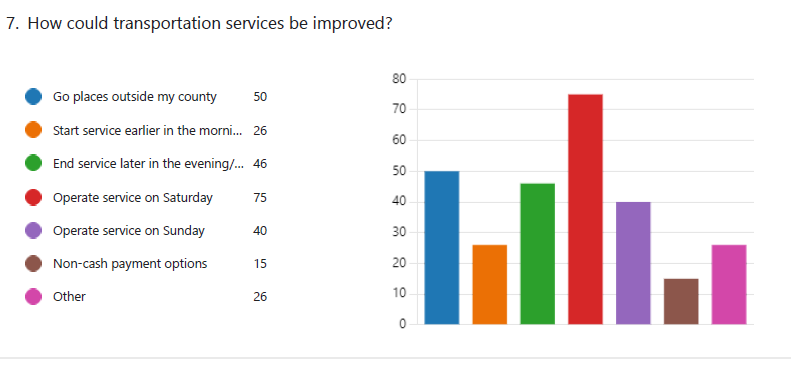 7. How could transportation services be improved?
Go places outside my county 50
Start service earlier in the morni... 26
End service later in the evening/... 46
Operate service on Saturday 75
Operate service on Sunday 40
Non-cash payment options 15
Other 26
80
70
60
50
40
30
20
10
0